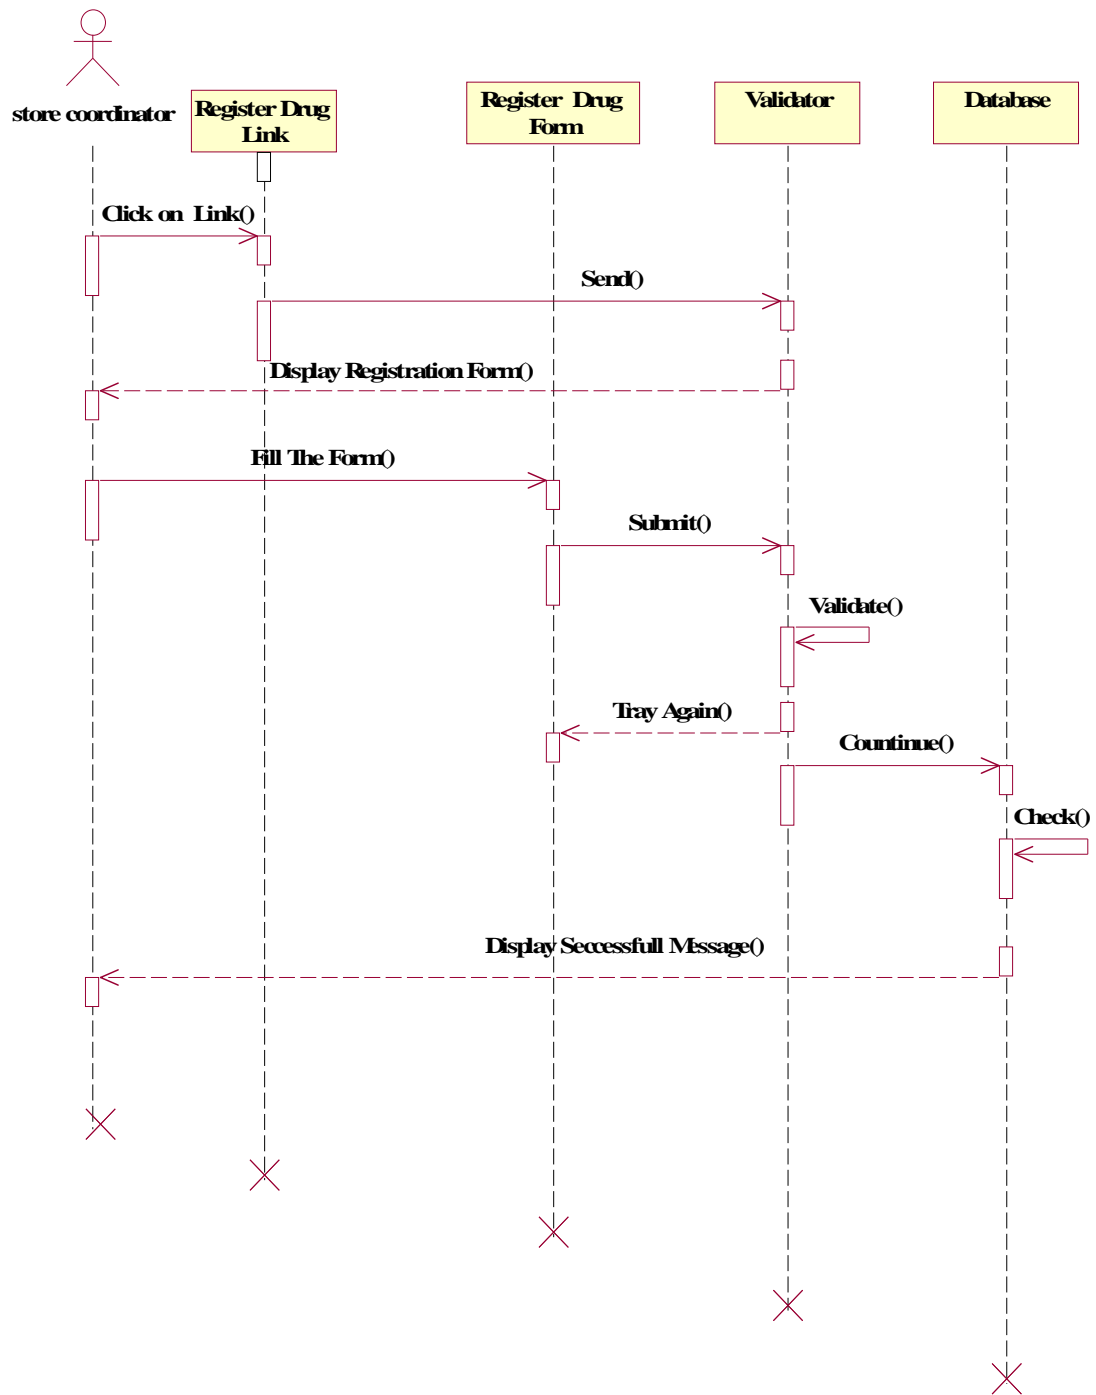 store coordinator
Register Drug
Link
Register Drug
Form
Validator
Database
Click on Link()
Send()
Display Registration Form()
Fill The Form()
Submit()
Validate()
Tray Again()
Countinue()
Check()
Display Seccessfull Message()